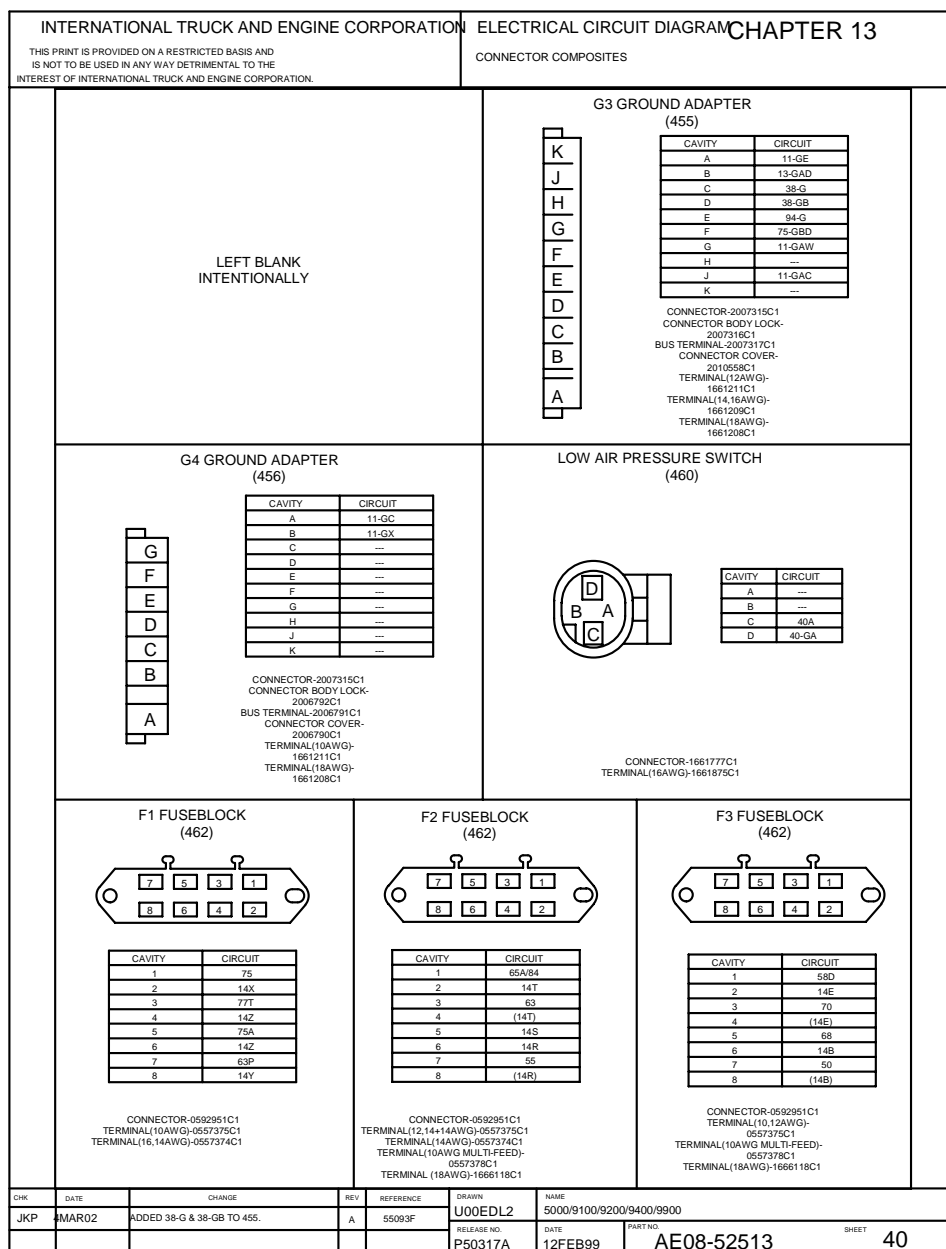 INTERNATIONAL TRUCK AND ENGINE CORPORATION
THIS PRINT IS PROVIDED ON A RESTRICTED BASIS AND
IS NOT TO BE USED IN ANY WAY DETRIMENTAL TO THE
INTEREST OF INTERNATIONAL TRUCK AND ENGINE CORPORATION.
ELECTRICAL CIRCUIT DIAGRAM
CHAPTER 13
CONNECTOR COMPOSITES
LEFT BLANK
INTENTIONALLY
G3 GROUND ADAPTER
(455)
K
J
H
G
F
E
D
C
B
A
CAVITY CIRCUIT
A 11-GE
B 13-GAD
C 38-G
D 38-GB
E 94-G
F 75-GBD
G 11-GAW
H ---
J 11-GAC
K ---
CONNECTOR-2007315C1
CONNECTOR BODY LOCK-
2007316C1
BUS TERMINAL-2007317C1
CONNECTOR COVER-
2010558C1
TERMINAL(12AWG)-
1661211C1
TERMINAL(14,16AWG)-
1661209C1
TERMINAL(18AWG)-
1661208C1
G4 GROUND ADAPTER
(456)
G
F
E
D
C
B
A
CAVITY CIRCUIT
A 11-GC
B 11-GX
C ---
D ---
E ---
F ---
G ---
H ---
J ---
K ---
CONNECTOR-2007315C1
CONNECTOR BODY LOCK-
2006792C1
BUS TERMINAL-2006791C1
CONNECTOR COVER-
2006790C1
TERMINAL(10AWG)-
1661211C1
TERMINAL(18AWG)-
1661208C1
LOW AIR PRESSURE SWITCH
(460)
D
B A
C
CAVITY CIRCUIT
A ---
B ---
C 40A
D 40-GA
CONNECTOR-1661777C1
TERMINAL(16AWG)-1661875C1
F1 FUSEBLOCK
(462)
7 5 3 1
8 6 4 2
CAVITY CIRCUIT
1 75
2 14X
3 77T
4 14Z
5 75A
6 14Z
7 63P
8 14Y
CONNECTOR-0592951C1
TERMINAL(10AWG)-0557375C1
TERMINAL(16,14AWG)-0557374C1
F2 FUSEBLOCK
(462)
7 5 3 1
8 6 4 2
CAVITY CIRCUIT
1 65A/84
2 14T
3 63
4 (14T)
5 14S
6 14R
7 55
8 (14R)
CONNECTOR-0592951C1
TERMINAL(12,14+14AWG)-0557375C1
TERMINAL(14AWG)-0557374C1
TERMINAL(10AWG MULTI-FEED)-
0557378C1
TERMINAL (18AWG)-1666118C1
F3 FUSEBLOCK
(462)
7 5 3 1
8 6 4 2
CAVITY CIRCUIT
1 58D
2 14E
3 70
4 (14E)
5 68
6 14B
7 50
8 (14B)
CONNECTOR-0592951C1
TERMINAL(10,12AWG)-
0557375C1
TERMINAL(10AWG MULTI-FEED)-
0557378C1
TERMINAL(18AWG)-1666118C1
CHK DATE CHANGE REV REFERENCE
JKP 4MAR02 ADDED 38-G & 38-GB TO 455. A 55093F
DRAWN
U00EDL2
NAME
5000/9100/9200/9400/9900
RELEASE NO.
P50317A
DATE
12FEB99
PART NO.
AE08-52513
SHEET
40